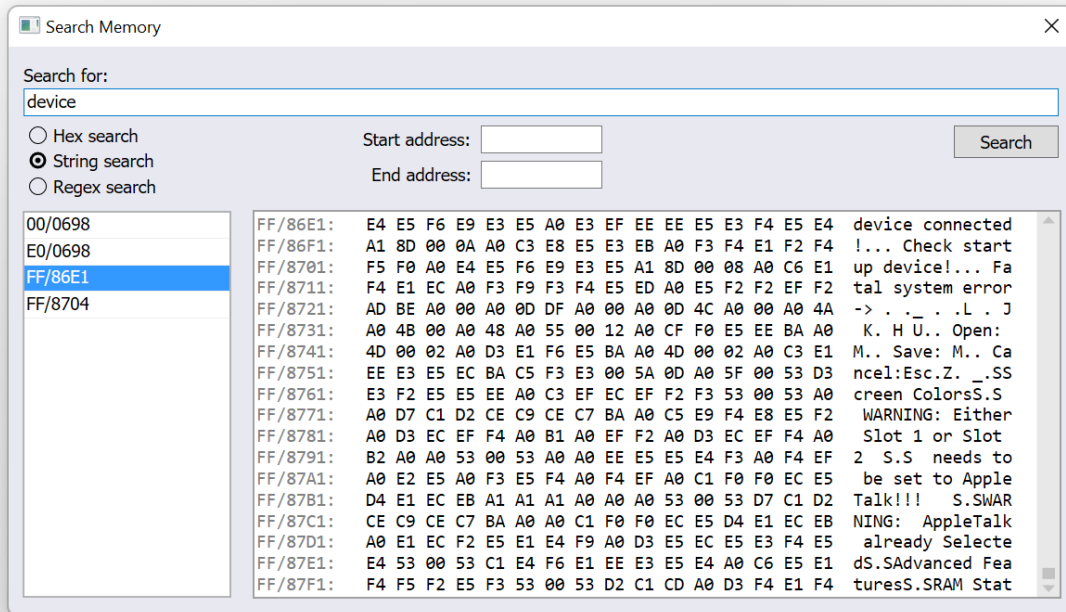 Search Memory
Search for:
device
Hex search
String search
Regex search
Start address:
End address:
Search
00/0698
E0/0698
FF/86E1
FF/8704
FF/86E1: E4 E5 F6 E9 E3 E5 A0 E3 EF EE EE E5 E3 F4 E5 E4 device connected
FF/86F1: A1 8D 00 0A A0 C3 E8 E5 E3 EB A0 F3 F4 E1 F2 F4 !... Check start
FF/8701: F5 F0 A0 E4 E5 F6 E9 E3 E5 A1 8D 00 08 A0 C6 E1 up device!... Fa
FF/8711: F4 E1 EC A0 F3 F9 F3 F4 E5 ED A0 E5 F2 F2 EF F2 tal system error
FF/8721: AD BE A0 00 A0 0D DF A0 00 A0 0D 4C A0 00 A0 4A -> . ._ . .L . J
FF/8731: A0 4B 00 A0 48 A0 55 00 12 A0 CF F0 E5 EE BA A0 K. H U.. Open:
FF/8741: 4D 00 02 A0 D3 E1 F6 E5 BA A0 4D 00 02 A0 C3 E1 M.. Save: M.. Ca
FF/8751: EE E3 E5 EC BA C5 F3 E3 00 5A 0D A0 5F 00 53 D3 ncel:Esc.Z. _.SS
FF/8761: E3 F2 E5 E5 EE A0 C3 EF EC EF F2 F3 53 00 53 A0 creen ColorsS.S
FF/8771: A0 D7 C1 D2 CE C9 CE C7 BA A0 C5 E9 F4 E8 E5 F2 WARNING: Either
FF/8781: A0 D3 EC EF F4 A0 B1 A0 EF F2 A0 D3 EC EF F4 A0 Slot 1 or Slot
FF/8791: B2 A0 A0 53 00 53 A0 A0 EE E5 E5 E4 F3 A0 F4 EF 2 S.S needs to
FF/87A1: A0 E2 E5 A0 F3 E5 F4 A0 F4 EF A0 C1 F0 F0 EC E5 be set to Apple
FF/87B1: D4 E1 EC EB A1 A1 A1 A0 A0 A0 53 00 53 D7 C1 D2 Talk!!! S.SWAR
FF/87C1: CE C9 CE C7 BA A0 A0 C1 F0 F0 EC E5 D4 E1 EC EB NING: AppleTalk
FF/87D1: A0 E1 EC F2 E5 E1 E4 F9 A0 D3 E5 EC E5 E3 F4 E5 already Selecte
FF/87E1: E4 53 00 53 C1 E4 F6 E1 EE E3 E5 E4 A0 C6 E5 E1 dS.SAdvanced Fea
FF/87F1: F4 F5 F2 E5 F3 53 00 53 D2 C1 CD A0 D3 F4 E1 F4 turesS.SRAM Stat